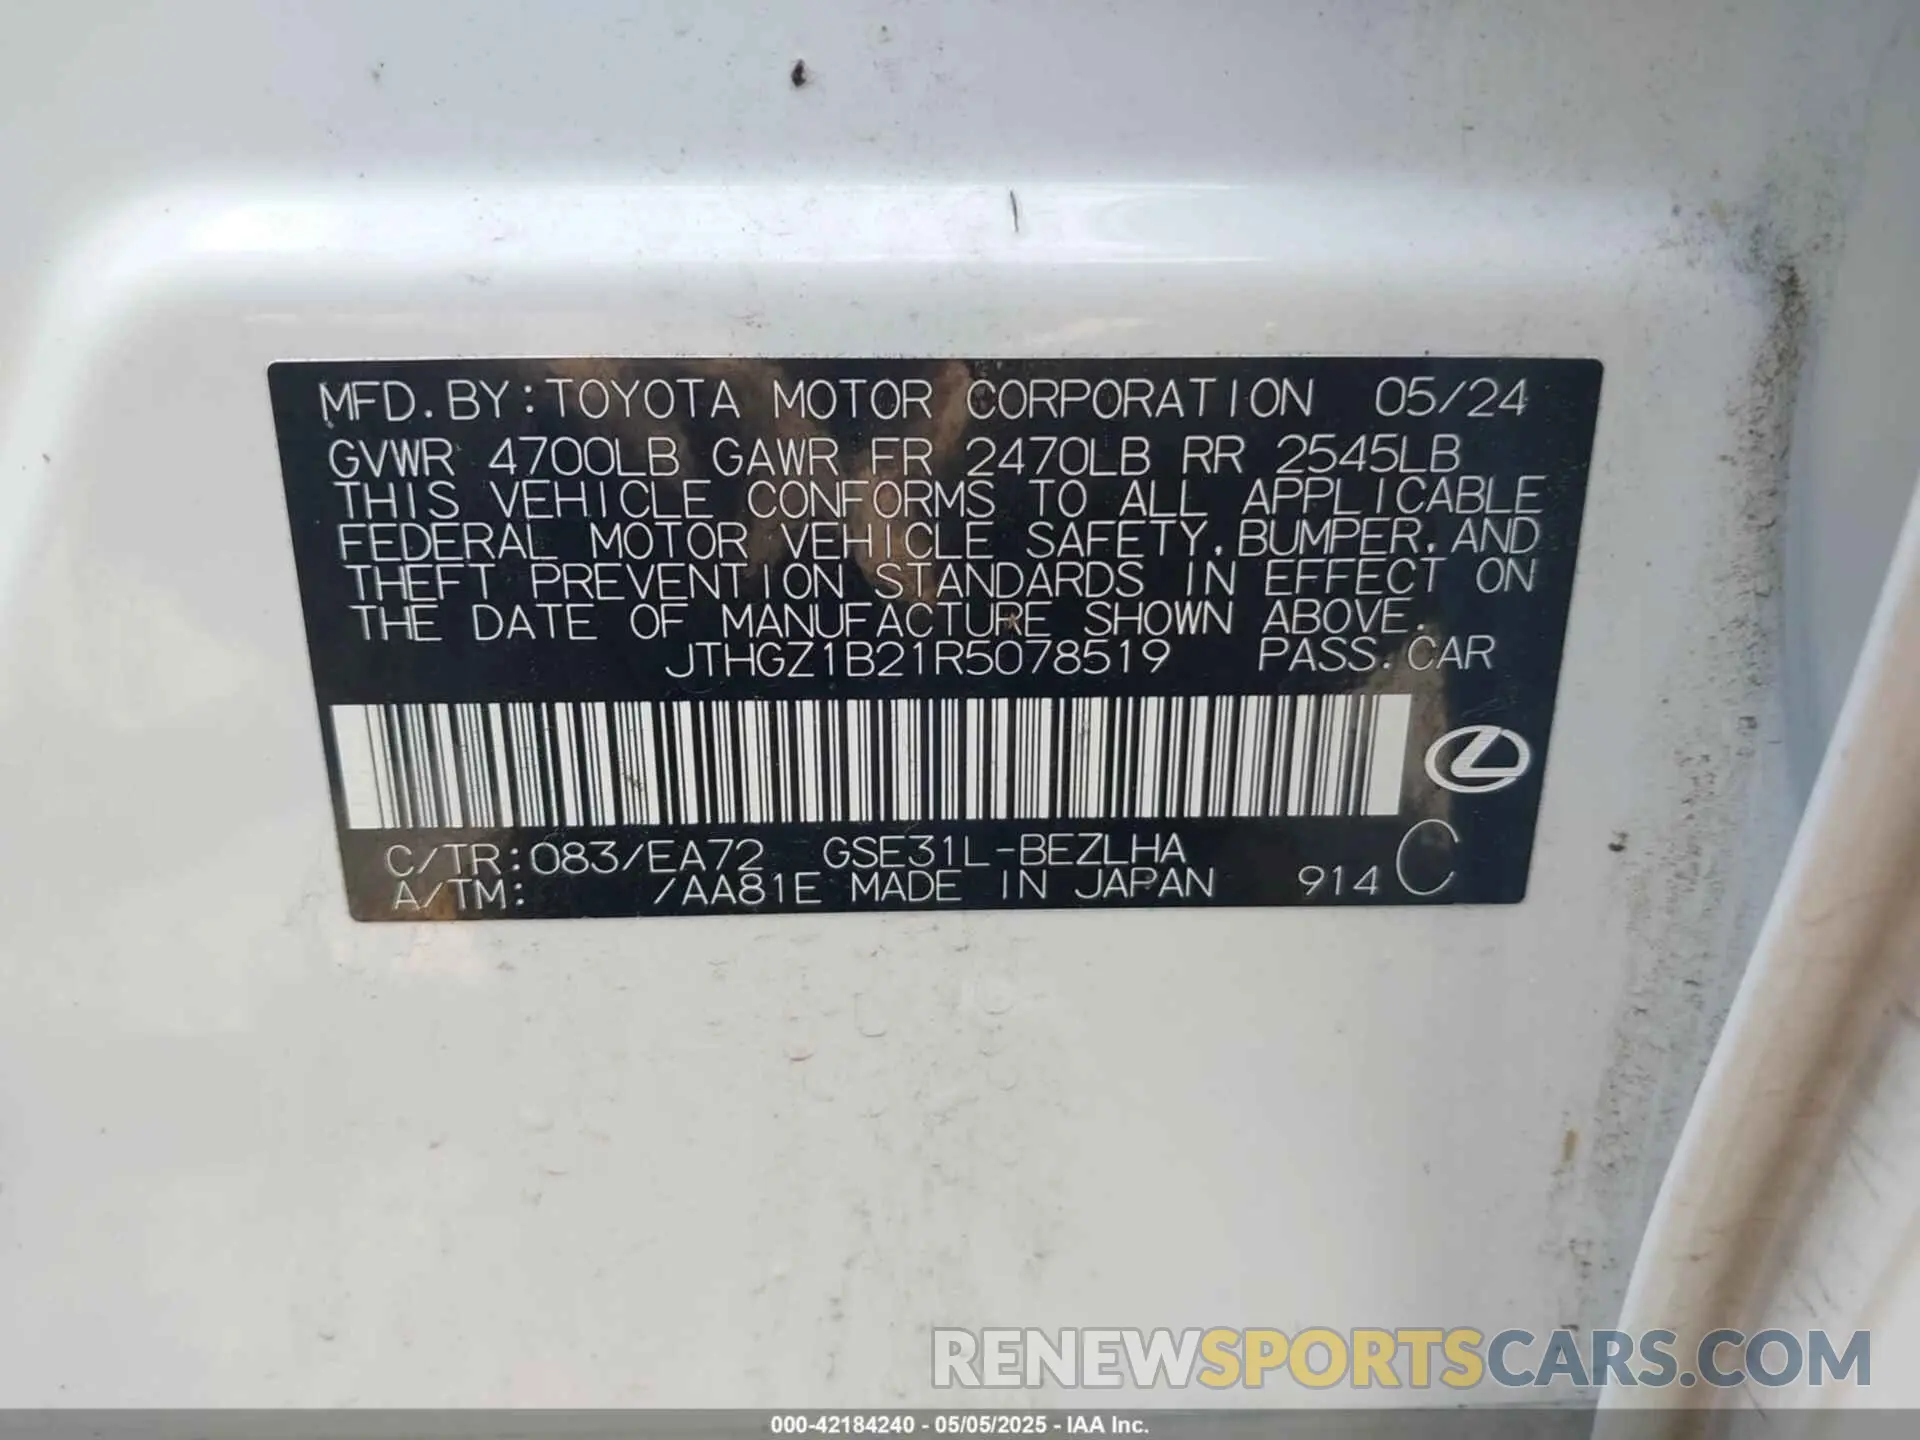 MFD. BY: TOYOTA MOTOR CORPORATION 05/24
GVWR 4700LB GAWR FR 2470LB RR 2545LB
THIS VEHICLE CONFORMS TO ALL APPLICABLE
FEDERAL MOTOR VEHICLE SAFETY, BUMPER, AND
THEFT PREVENTION STANDARDS IN EFFECT ON
THE DATE OF MANUFACTURE SHOWN ABOVE.
JTHGZ1B21R5078519 PASS. CAR
C/TR: 083/EA72 GSE31L-BEZLHA
A/TM: /AA81E MADE IN JAPAN 914 C
RENEWSPORTSCARS.COM
000-42184240 - 05/05/2025 - IAA Inc.